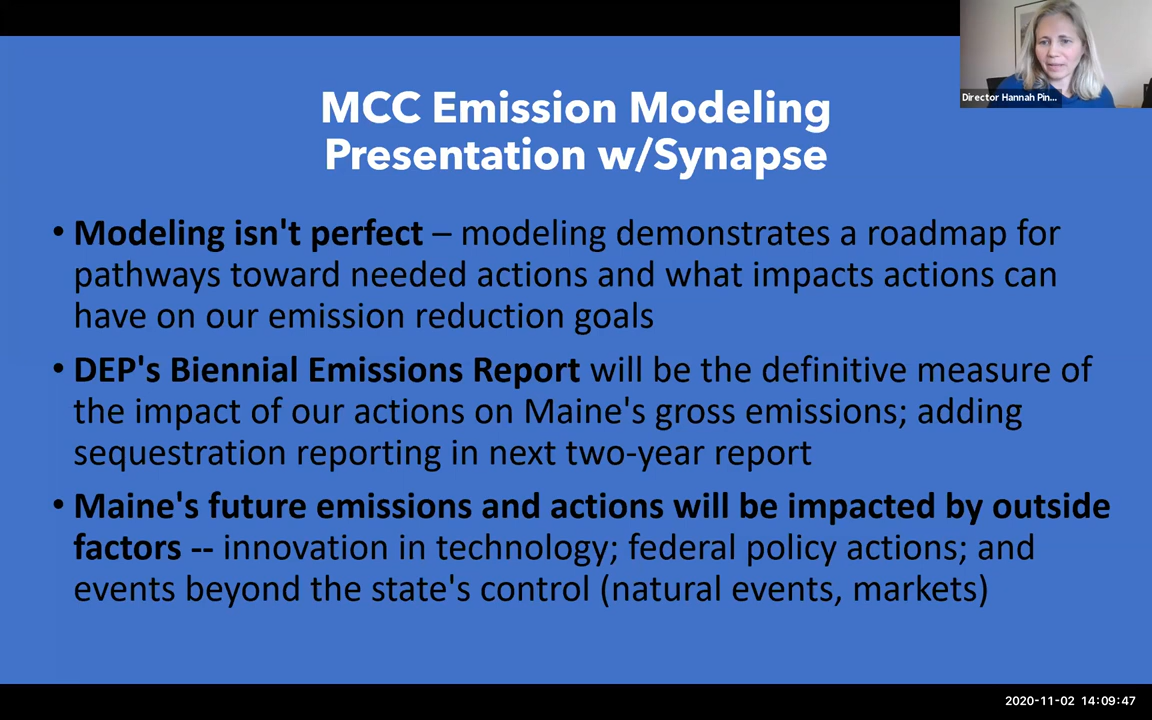 Director Hannah Pin...
MCC Emission Modeling
Presentation w/Synapse
• Modeling isn't perfect – modeling demonstrates a roadmap for
pathways toward needed actions and what impacts actions can
have on our emission reduction goals
• DEP's Biennial Emissions Report will be the definitive measure of
the impact of our actions on Maine's gross emissions; adding
sequestration reporting in next two-year report
• Maine's future emissions and actions will be impacted by outside
factors -- innovation in technology; federal policy actions; and
events beyond the state's control (natural events, markets)
2020-11-02 14:09:47